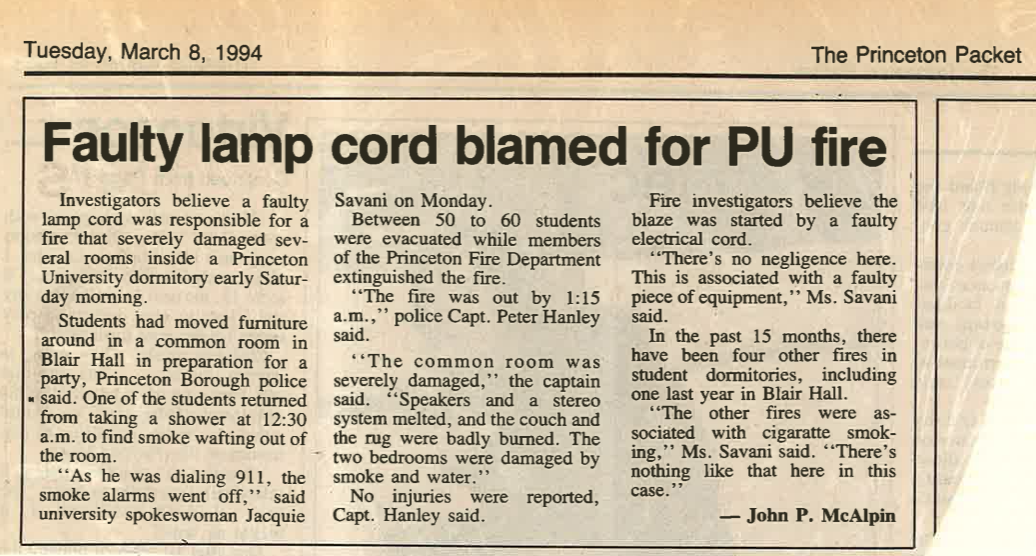 Tuesday, March 8, 1994
The Princeton Packet
Faulty lamp cord blamed for PU fire
Investigators believe a faulty
lamp cord was responsible for a
fire that severely damaged sev-
eral rooms inside a Princeton
University dormitory early Satur-
day morning.
Students had moved furniture
around in a common room in
Blair Hall in preparation for a
party, Princeton Borough police
said. One of the students returned
from taking a shower at 12:30
a.m. to find smoke wafting out of
the room.
"As he was dialing 911, the
smoke alarms went off," said
university spokeswoman Jacquie
Savani on Monday.
Between 50 to 60 students
were evacuated while members
of the Princeton Fire Department
extinguished the fire.
"The fire was out by 1:15
a.m.," police Capt. Peter Hanley
said.
"The common room was
severely damaged," the captain
said. "Speakers and a stereo
system melted, and the couch and
the rug were badly burned. The
two bedrooms were damaged by
smoke and water."
No injuries were reported,
Capt. Hanley said.
Fire investigators believe the
blaze was started by a faulty
electrical cord.
"There's no negligence here.
This is associated with a faulty
piece of equipment," Ms. Savani
said.
In the past 15 months, there
have been four other fires in
student dormitories, including
one last year in Blair Hall.
"The other fires were as-
sociated with cigaratte smok-
ing," Ms. Savani said. "There's
nothing like that here in this
case."
— John P. McAlpin